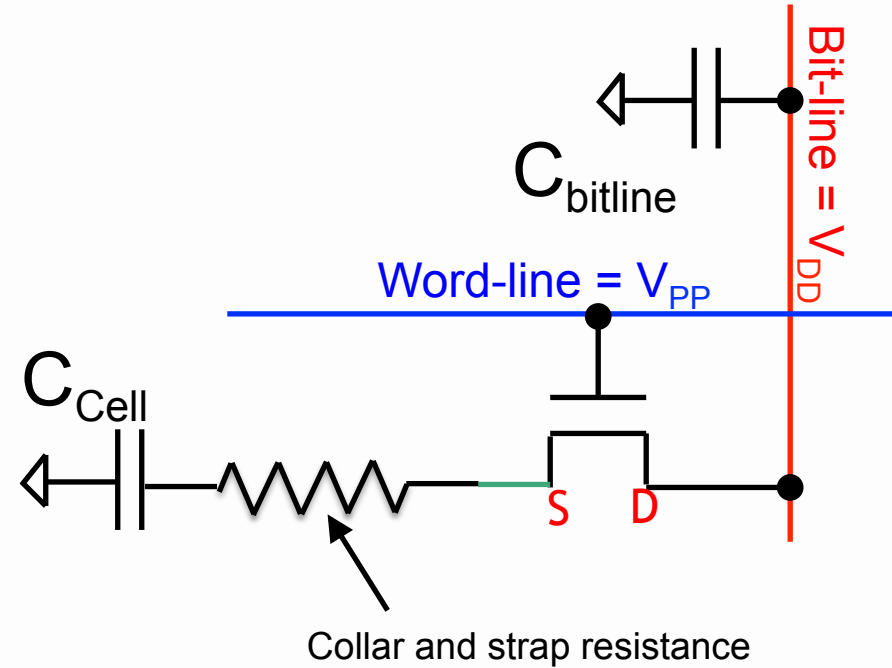 Bit-line = VDD
Cbitline
Word-line = VPP
CCell
S D
Collar and strap resistance